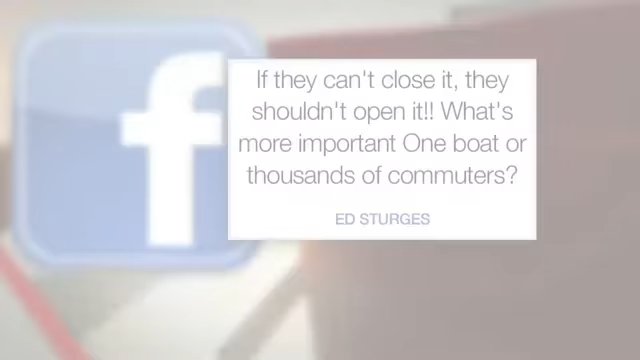 If they can't close it, they
shouldn't open it!! What's
more important One boat or
thousands of commuters?
ED STURGES